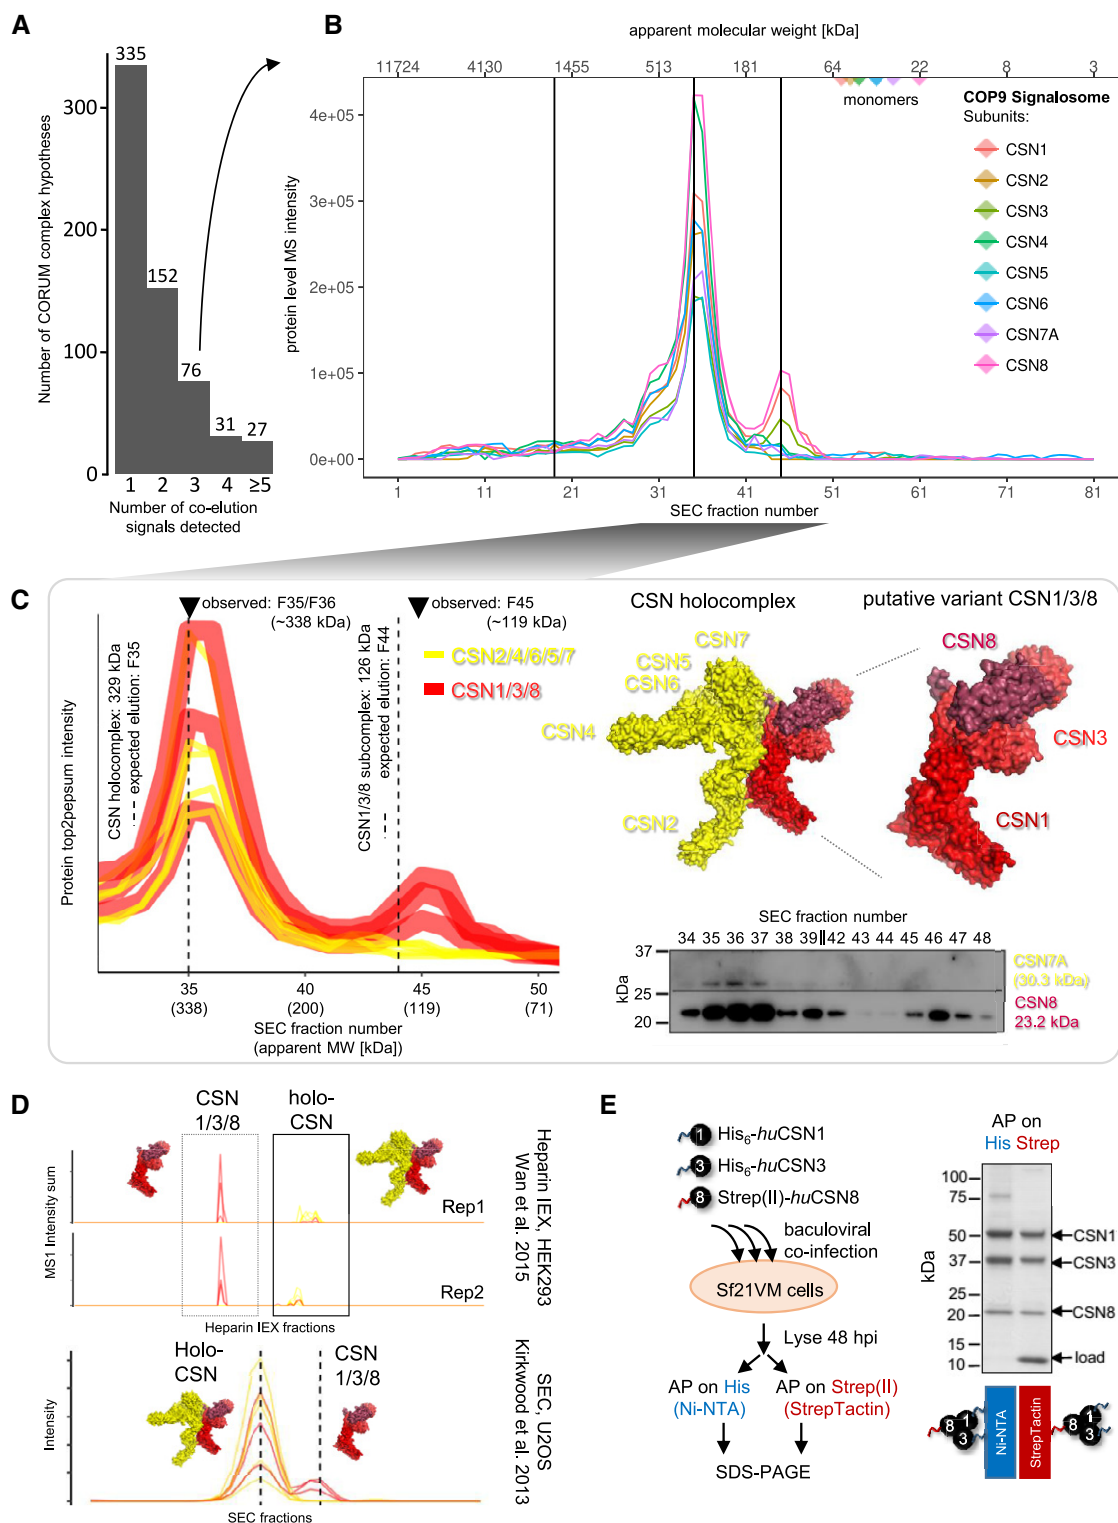 A
335
300
200
152
100
76
31
27
0
1 2 3 4 ≥5
Number of co-elution
signals detected
Number of CORUM complex hypotheses
B
apparent molecular weight [kDa]
11724 4130 1455 513 181 64 22 8 3
monomers
protein level MS intensity
4e+05
3e+05
2e+05
1e+05
0e+00
1 11 21 31 41 51 61 71 81
SEC fraction number
COP9 Signalosome
Subunits:
CSN1
CSN2
CSN3
CSN4
CSN5
CSN6
CSN7A
CSN8
C
observed: F35/F36
(~338 kDa)
observed: F45
(~119 kDa)
CSN2/4/6/5/7
CSN1/3/8
CSN holocomplex: 329 kDa
expected elution: F35
CSN1/3/8 subcomplex: 126 kDa
expected elution: F44
Protein top2pepsum intensity
35 40 45 50
(338) (200) (119) (71)
SEC fraction number
(apparent MW [kDa])
CSN holocomplex
putative variant CSN1/3/8
CSN7
CSN5
CSN6
CSN4
CSN2
CSN8
CSN3
CSN1
SEC fraction number
34 35 36 37 38 39 42 43 44 45 46 47 48
kDa
37
25
20
CSN7A
(30.3 kDa)
CSN8
23.2 kDa
D
CSN
1/3/8
holo-
CSN
Rep1
Rep2
MS1 Intensity sum
Heparin IEX fractions
Heparin IEX, HEK293
Wan et al. 2015
Holo-
CSN
CSN
1/3/8
Intensity
SEC fractions
SEC, U2OS
Kirkwood et al. 2013
E
1 His6-huCSN1
3 His6-huCSN3
8 Strep(II)-huCSN8
baculoviral
co-infection
Sf21VM cells
Lyse 48 hpi
AP on His
(Ni-NTA)
AP on Strep(II)
(StrepTactin)
SDS-PAGE
AP on
His Strep
kDa
100
75
50
37
25
20
15
10
CSN1
CSN3
CSN8
load
8 1 3
Ni-NTA
StrepTactin
8 1 3